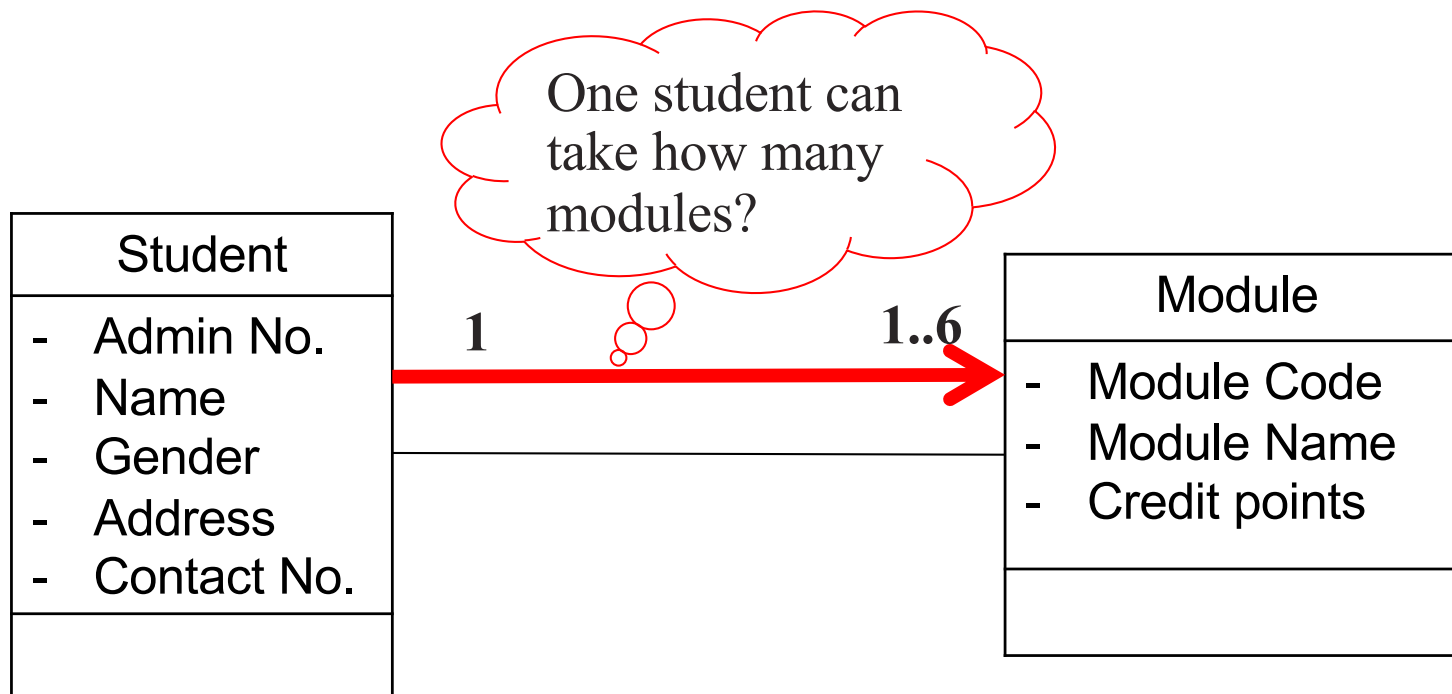 One student can
take how many
modules?
Student
- Admin No.
- Name
- Gender
- Address
- Contact No.
1
1..6
Module
- Module Code
- Module Name
- Credit points